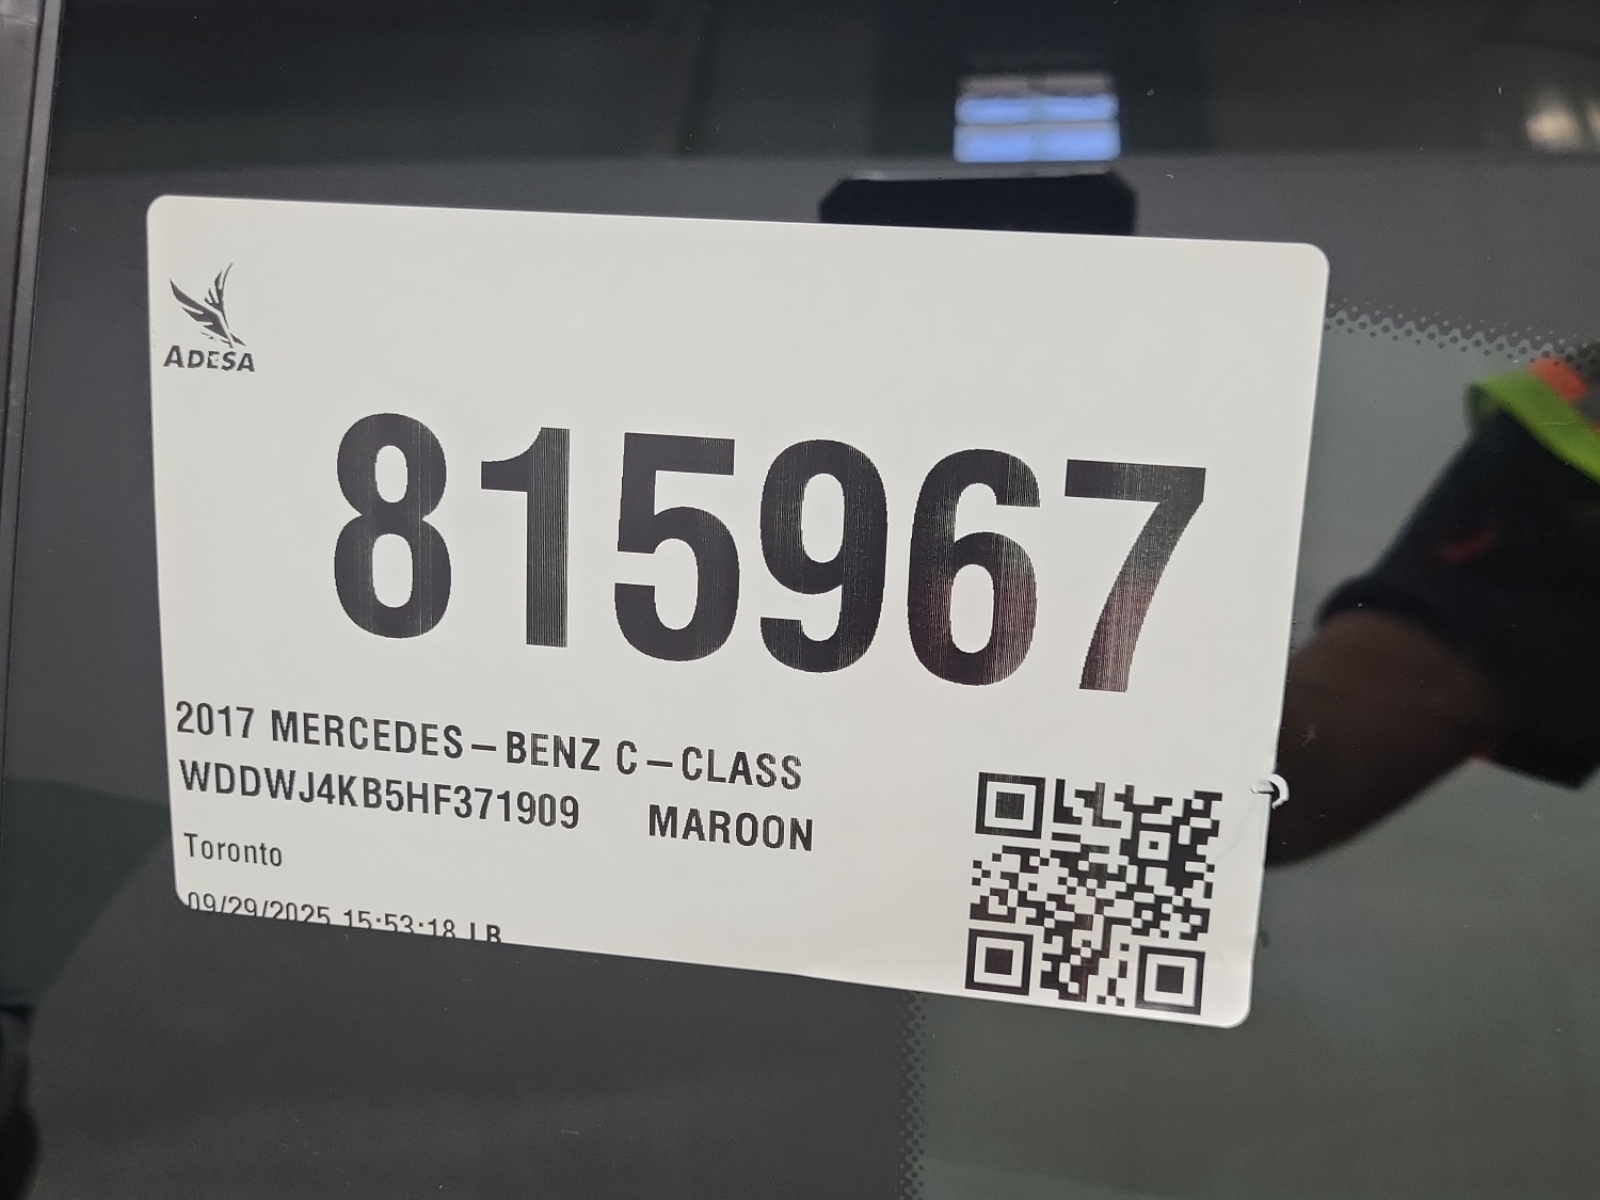 ADESA
815967
2017 MERCEDES-BENZ C-CLASS
WDDWJ4KB5HF371909 MAROON
Toronto
09/29/2025 15:53:18 LB